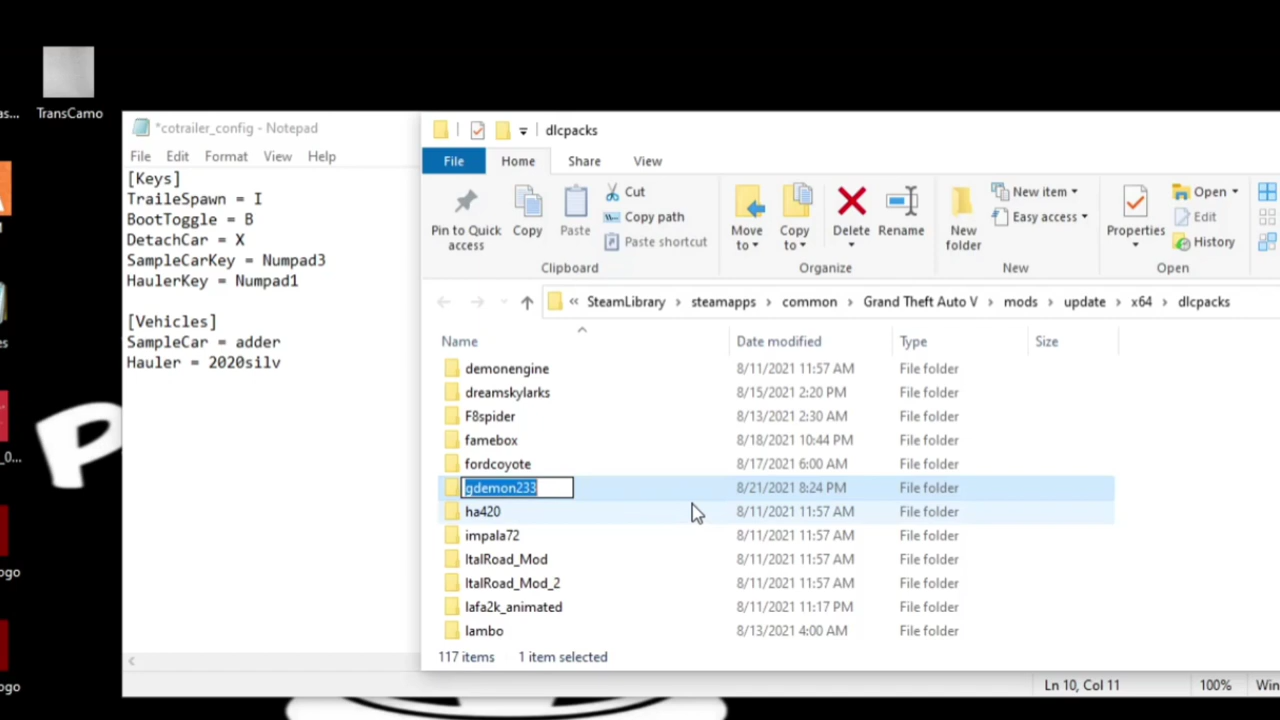 as...
TransCamo
es
_0...
ogo
ogo
P
*cotrailer_config - Notepad
File Edit Format View Help
[Keys]
TraileSpawn = I
BootToggle = B
DetachCar = X
SampleCarKey = Numpad3
HaulerKey = Numpad1
[Vehicles]
SampleCar = adder
Hauler = 2020silv
dlcpacks
File Home Share View
Pin to Quick access
Copy
Paste
Cut
Copy path
Paste shortcut
Move to
Copy to
Delete
Rename
New folder
New item
Easy access
Properties
Open
Edit
History
Clipboard Organize New Open
« SteamLibrary › steamapps › common › Grand Theft Auto V › mods › update › x64 › dlcpacks
Name Date modified Type Size
demonengine 8/11/2021 11:57 AM File folder
dreamskylarks 8/15/2021 2:20 PM File folder
F8spider 8/13/2021 2:30 AM File folder
famebox 8/18/2021 10:44 PM File folder
fordcoyote 8/17/2021 6:00 AM File folder
gdemon233 8/21/2021 8:24 PM File folder
ha420 8/11/2021 11:57 AM File folder
impala72 8/11/2021 11:57 AM File folder
ItalRoad_Mod 8/11/2021 11:57 AM File folder
ItalRoad_Mod_2 8/11/2021 11:57 AM File folder
lafa2k_animated 8/11/2021 11:17 PM File folder
lambo 8/13/2021 4:00 AM File folder
117 items 1 item selected
Ln 10, Col 11 100% Win